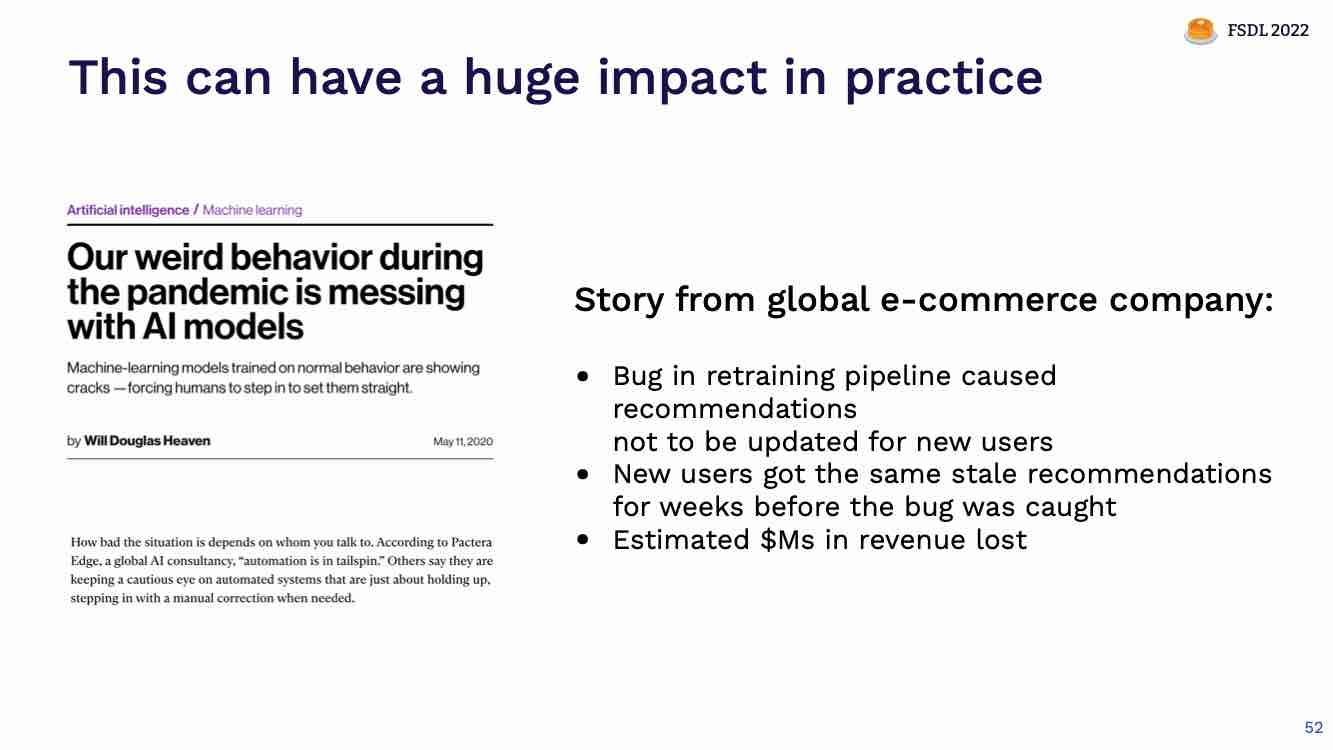 FSDL 2022
This can have a huge impact in practice
Artificial intelligence / Machine learning
Our weird behavior during
the pandemic is messing
with AI models
Machine-learning models trained on normal behavior are showing
cracks — forcing humans to step in to set them straight.
by Will Douglas Heaven May 11, 2020
How bad the situation is depends on whom you talk to. According to Pactera
Edge, a global AI consultancy, “automation is in tailspin.” Others say they are
keeping a cautious eye on automated systems that are just about holding up,
stepping in with a manual correction when needed.
Story from global e-commerce company:
• Bug in retraining pipeline caused
recommendations
not to be updated for new users
• New users got the same stale recommendations
for weeks before the bug was caught
• Estimated $Ms in revenue lost
52